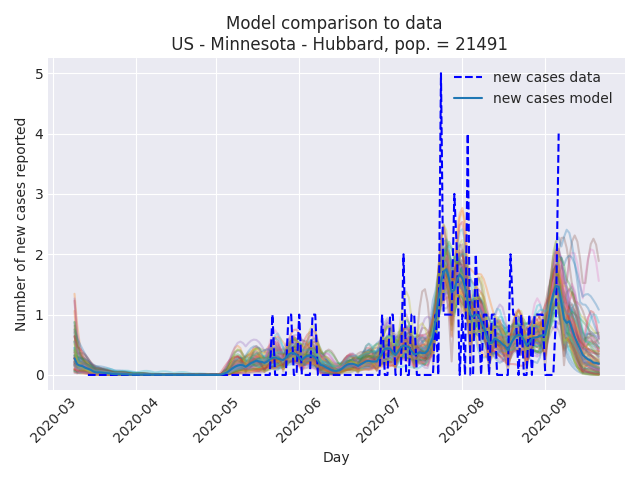 Model comparison to data
US - Minnesota - Hubbard, pop. = 21491
Number of new cases reported
5
4
3
2
1
0
new cases data
new cases model
2020-03
2020-04
2020-05
2020-06
2020-07
2020-08
2020-09
Day